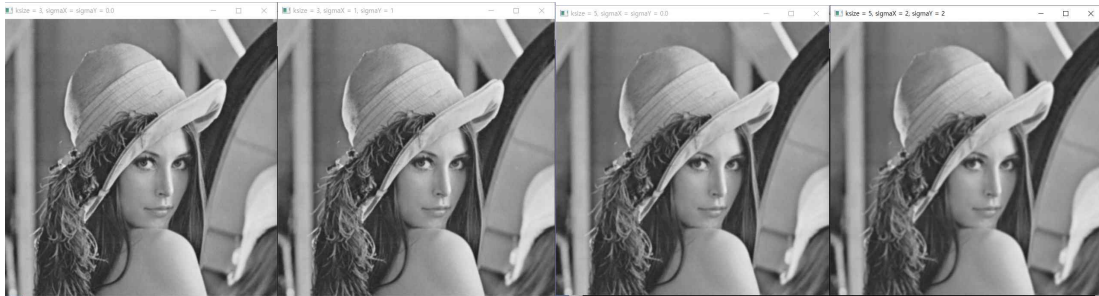 ksize = 3, sigmaX = sigmaY = 0.0
ksize = 3, sigmaX = 1, sigmaY = 1
ksize = 5, sigmaX = sigmaY = 0.0
ksize = 5, sigmaX = 2, sigmaY = 2